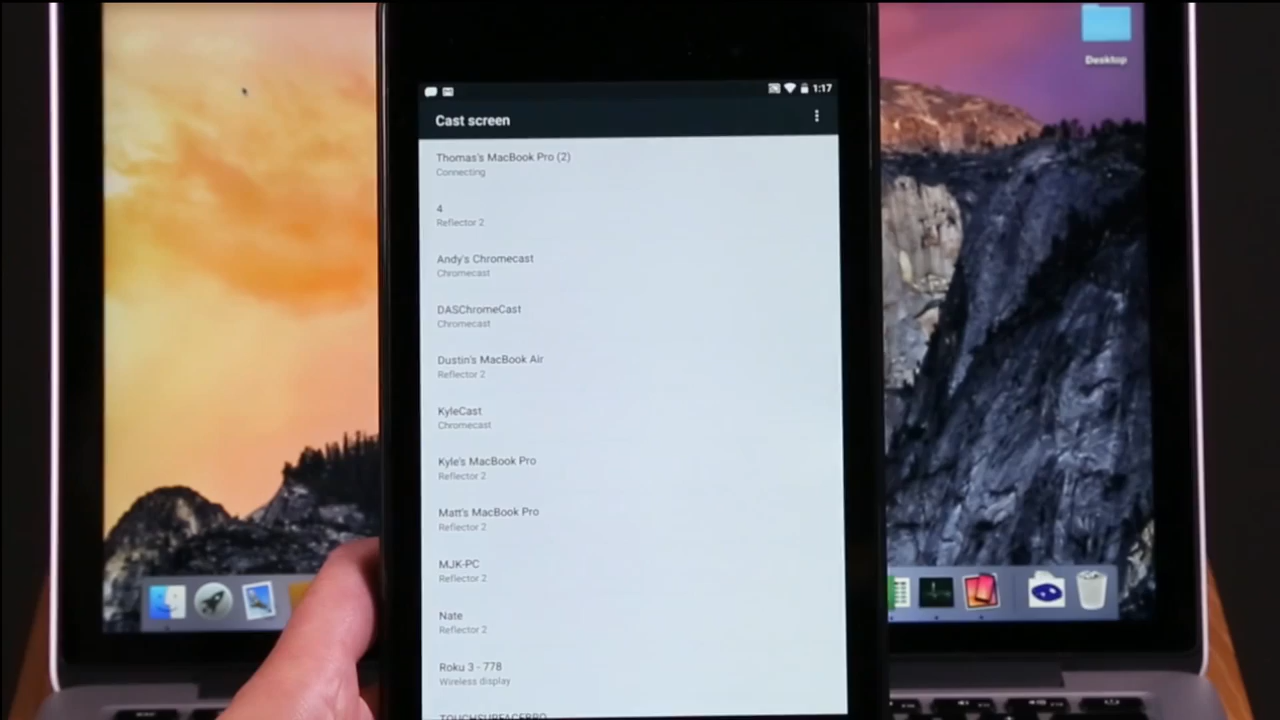 1:17
Cast screen
Thomas's MacBook Pro (2)
Connecting
4
Reflector 2
Andy's Chromecast
Chromecast
DASChromeCast
Chromecast
Dustin's MacBook Air
Reflector 2
KyleCast
Chromecast
Kyle's MacBook Pro
Reflector 2
Matt's MacBook Pro
Reflector 2
MJK-PC
Reflector 2
Nate
Reflector 2
Roku 3 - 778
Wireless display
Desktop